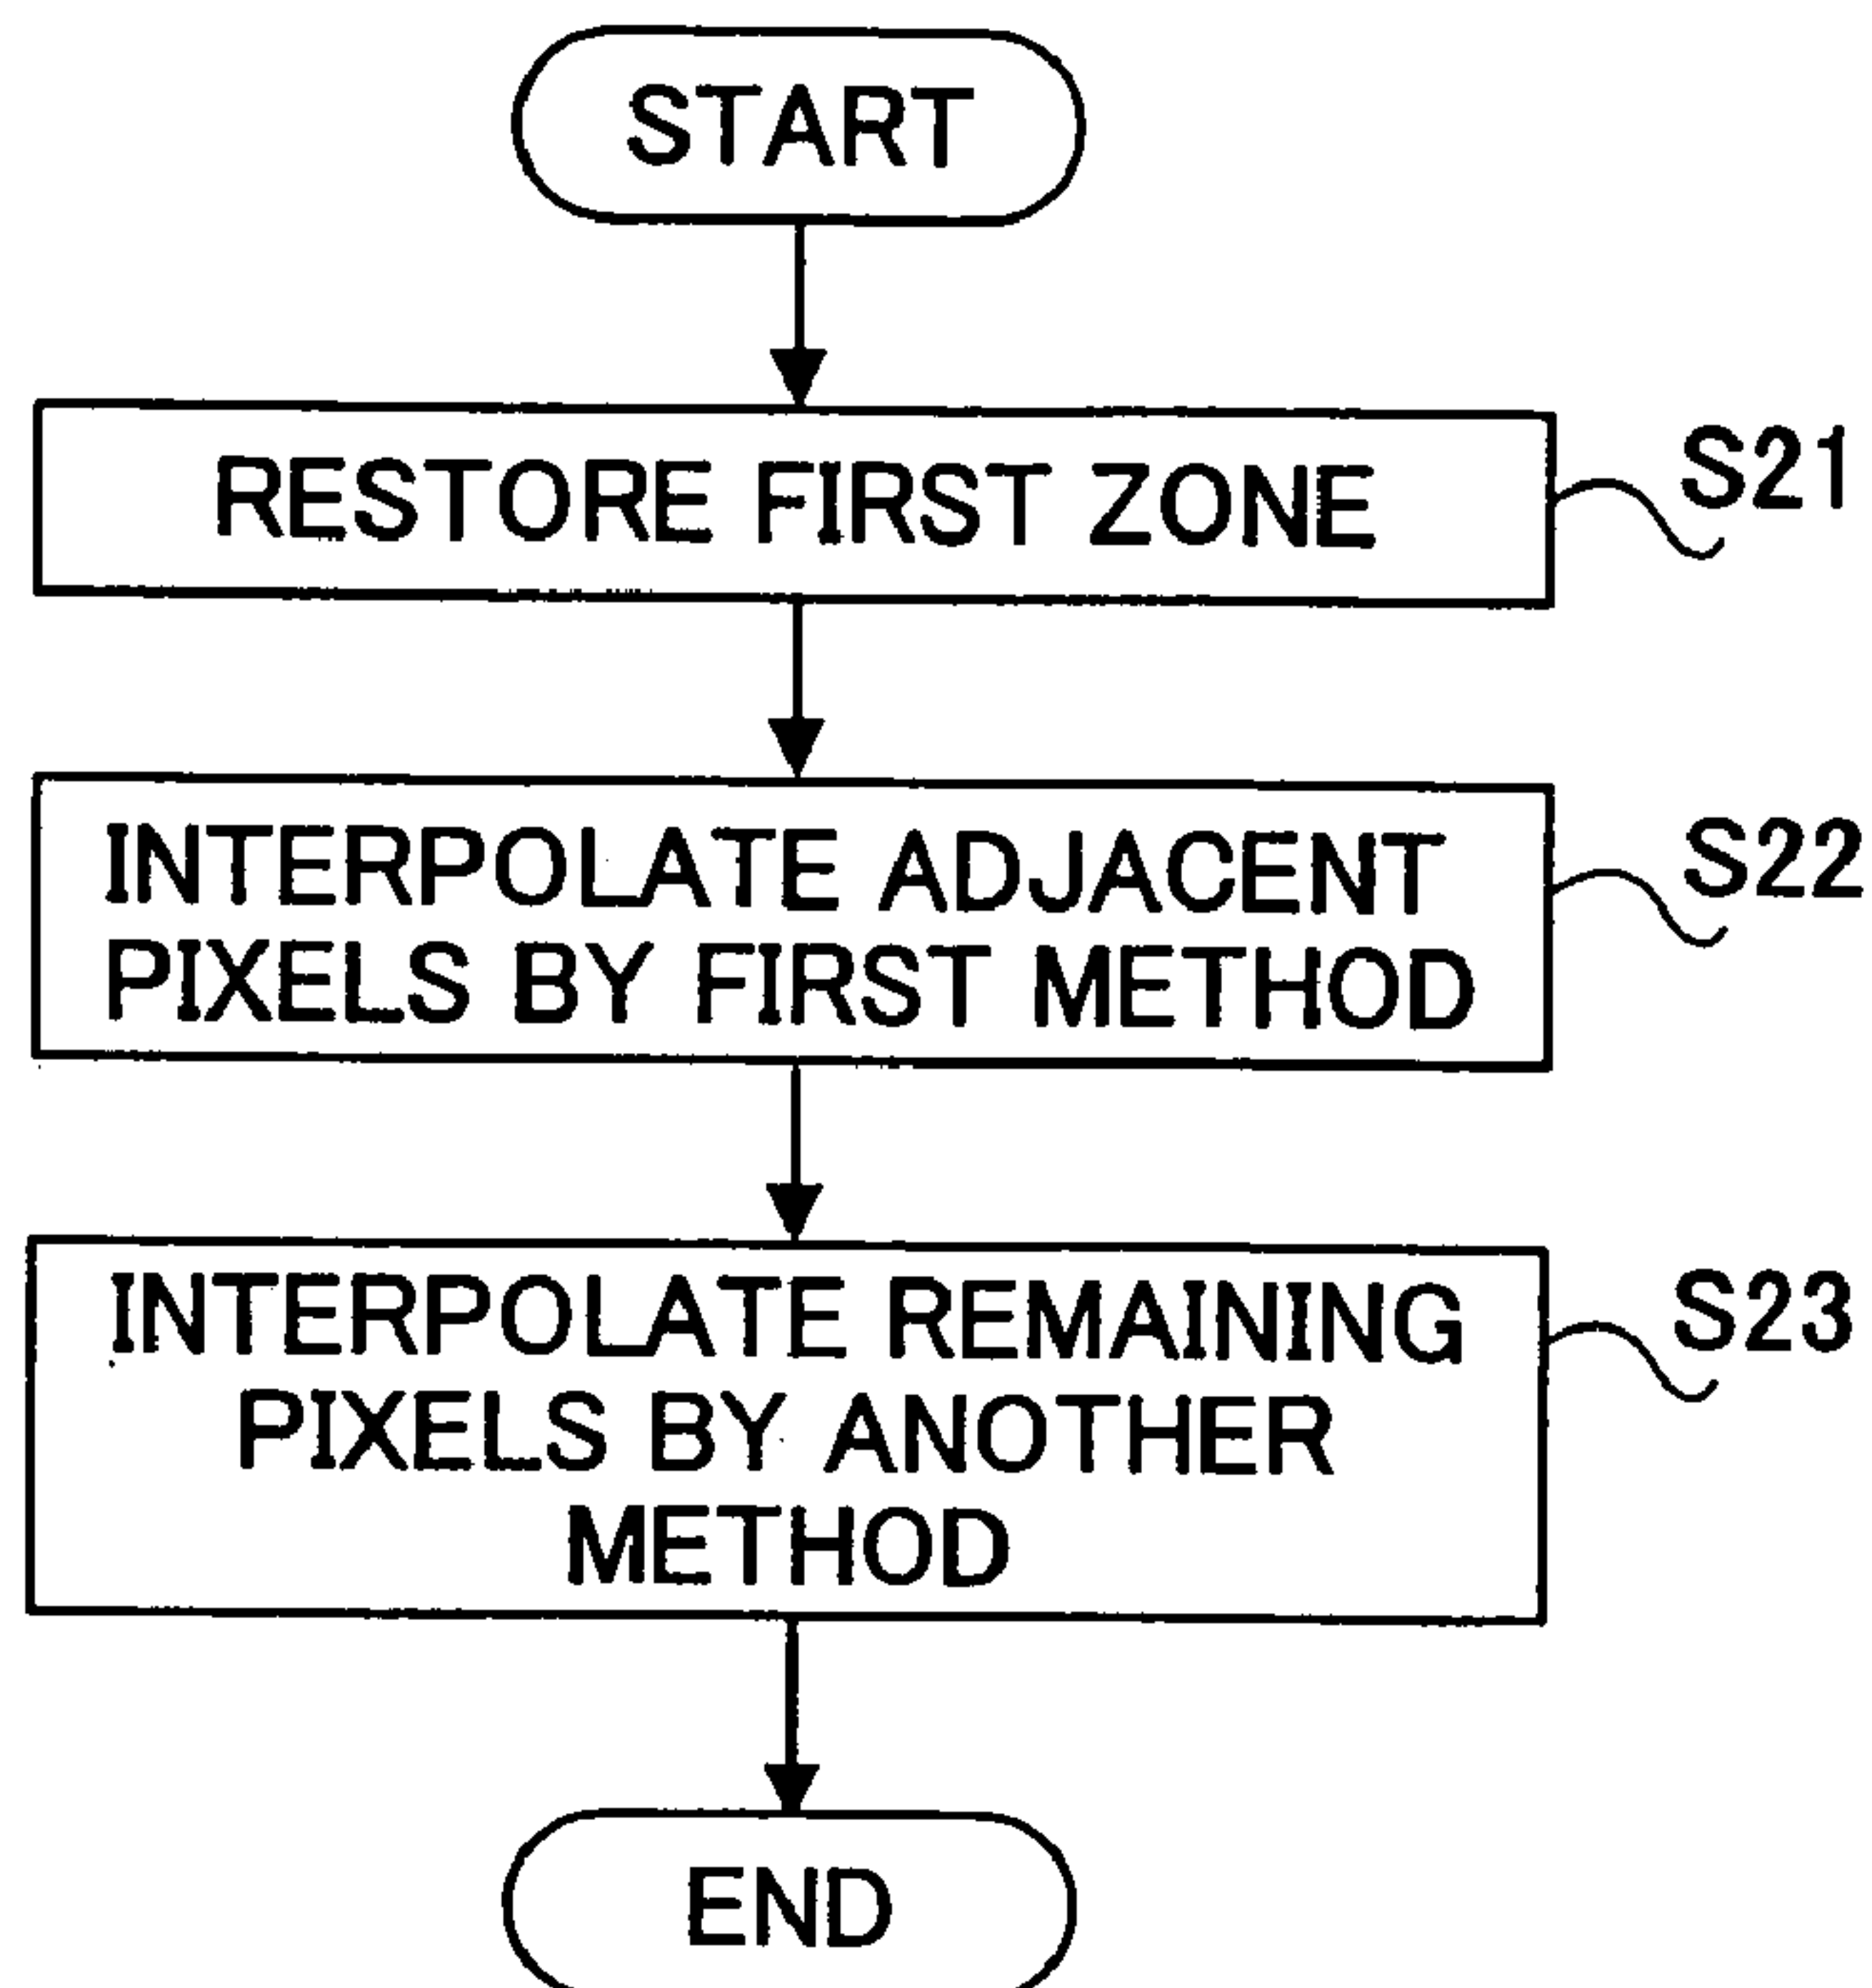 START
RESTORE FIRST ZONE
S21
INTERPOLATE ADJACENT
PIXELS BY FIRST METHOD
S22
INTERPOLATE REMAINING
PIXELS BY ANOTHER
METHOD
S23
END